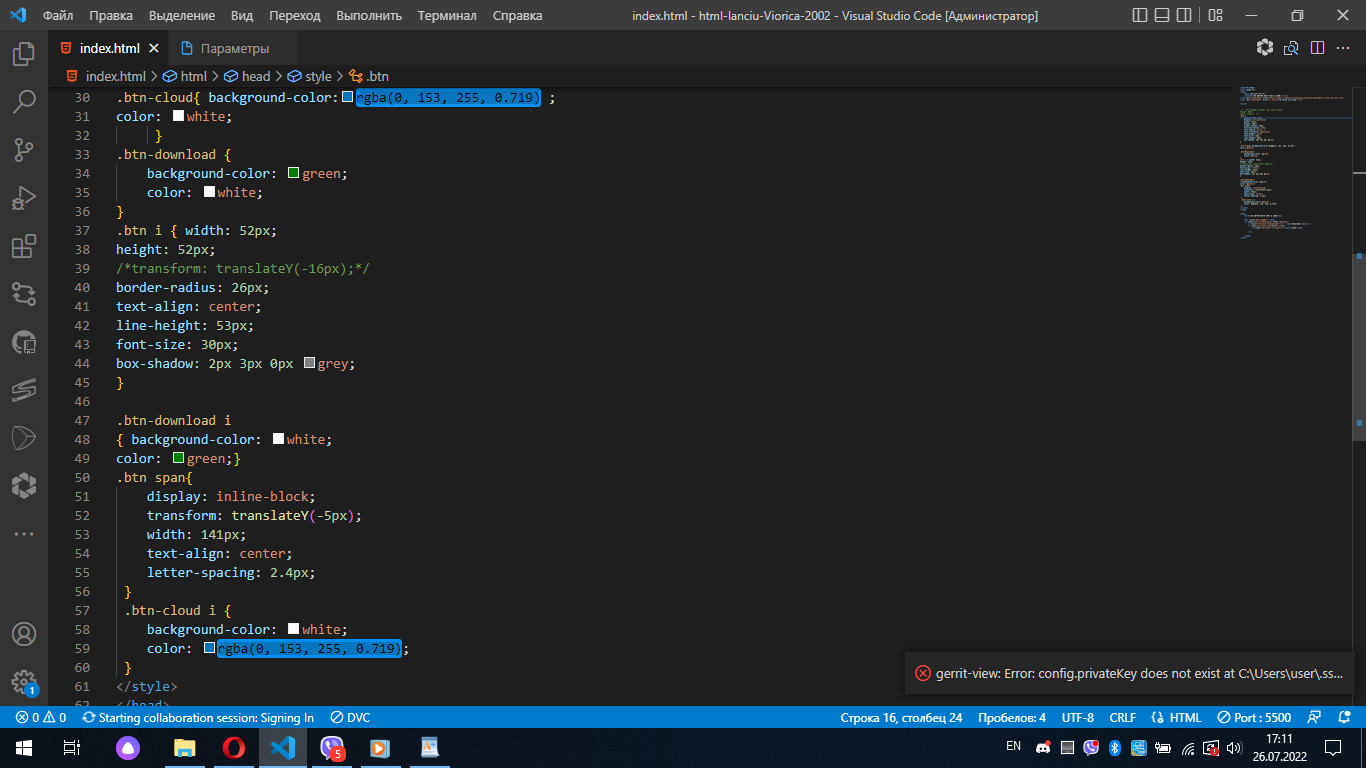 Файл Правка Выделение Вид Переход Выполнить Терминал Справка index.html - html-lanciu-Viorica-2002 - Visual Studio Code [Администратор]
index.html Параметры
index.html > html > head > style > .btn
30 .btn-cloud{ background-color: rgba(0, 153, 255, 0.719) ;
31 color: white;
32 }
33 .btn-download {
34 background-color: green;
35 color: white;
36 }
37 .btn i { width: 52px;
38 height: 52px;
39 /*transform: translateY(-16px);*/
40 border-radius: 26px;
41 text-align: center;
42 line-height: 53px;
43 font-size: 30px;
44 box-shadow: 2px 3px 0px grey;
45 }
46
47 .btn-download i
48 { background-color: white;
49 color: green;}
50 .btn span{
51 display: inline-block;
52 transform: translateY(-5px);
53 width: 141px;
54 text-align: center;
55 letter-spacing: 2.4px;
56 }
57 .btn-cloud i {
58 background-color: white;
59 color: rgba(0, 153, 255, 0.719);
60 }
61 </style>
62 </head>
gerrit-view: Error: config.privateKey does not exist at C:\Users\user\.ss...
1
0 0 Starting collaboration session: Signing In DVC Строка 16, столбец 24 Пробелов: 4 UTF-8 CRLF HTML Port : 5500
5 EN 17:11
26.07.2022